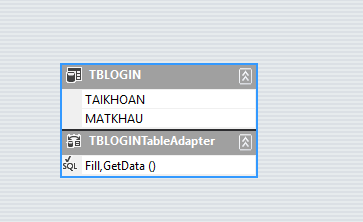 TBLOGIN
TAIKHOAN
MATKHAU
TBLOGINTableAdapter
SQL Fill,GetData ()